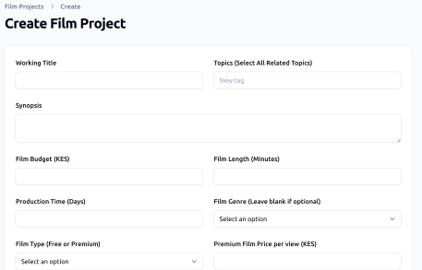 Film Projects > Create
Create Film Project
Working Title
Topics (Select All Related Topics)
New tag
Synopsis
Film Budget (KES)
Film Length (Minutes)
Production Time (Days)
Film Genre (Leave blank if optional)
Select an option
Film Type (Free or Premium)
Premium Film Price per view (KES)
Select an option